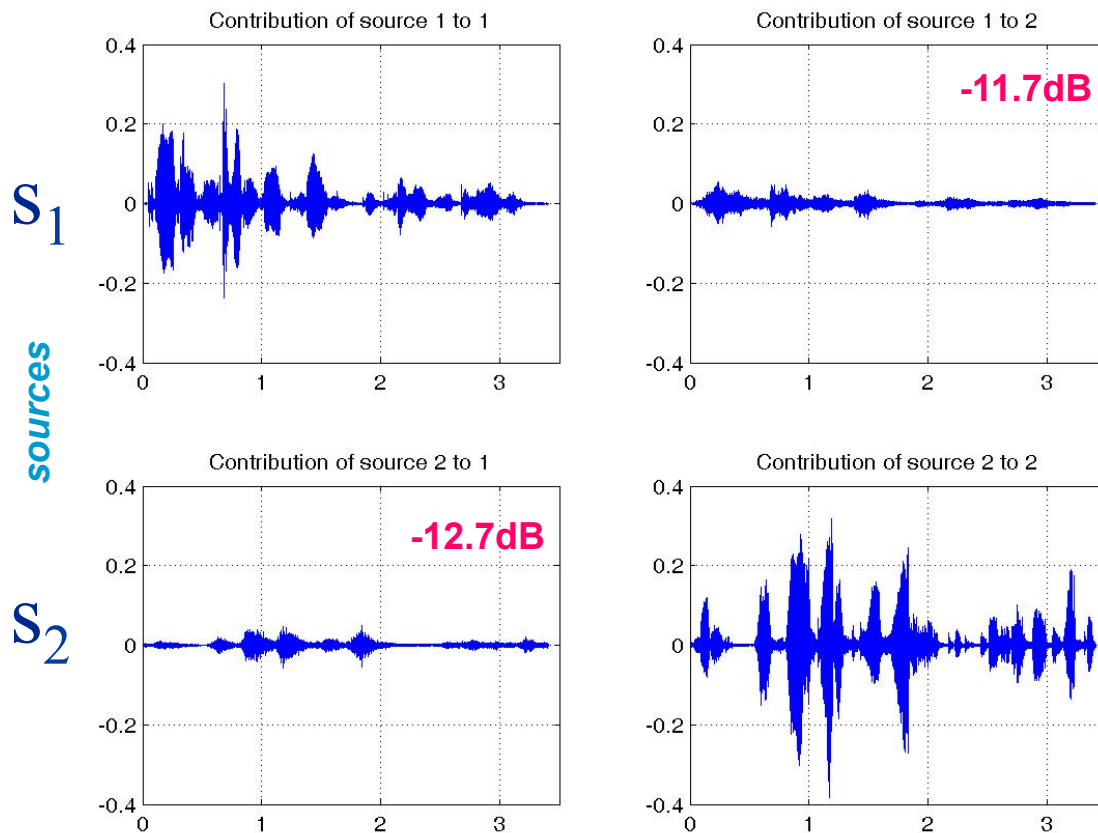 Contribution of source 1 to 1
0.4
0.2
0
-0.2
-0.4
0 1 2 3
Contribution of source 1 to 2
-11.7dB
0.4
0.2
0
-0.2
-0.4
0 1 2 3
s1
sources
Contribution of source 2 to 1
-12.7dB
0.4
0.2
0
-0.2
-0.4
0 1 2 3
Contribution of source 2 to 2
0.4
0.2
0
-0.2
-0.4
0 1 2 3
s2